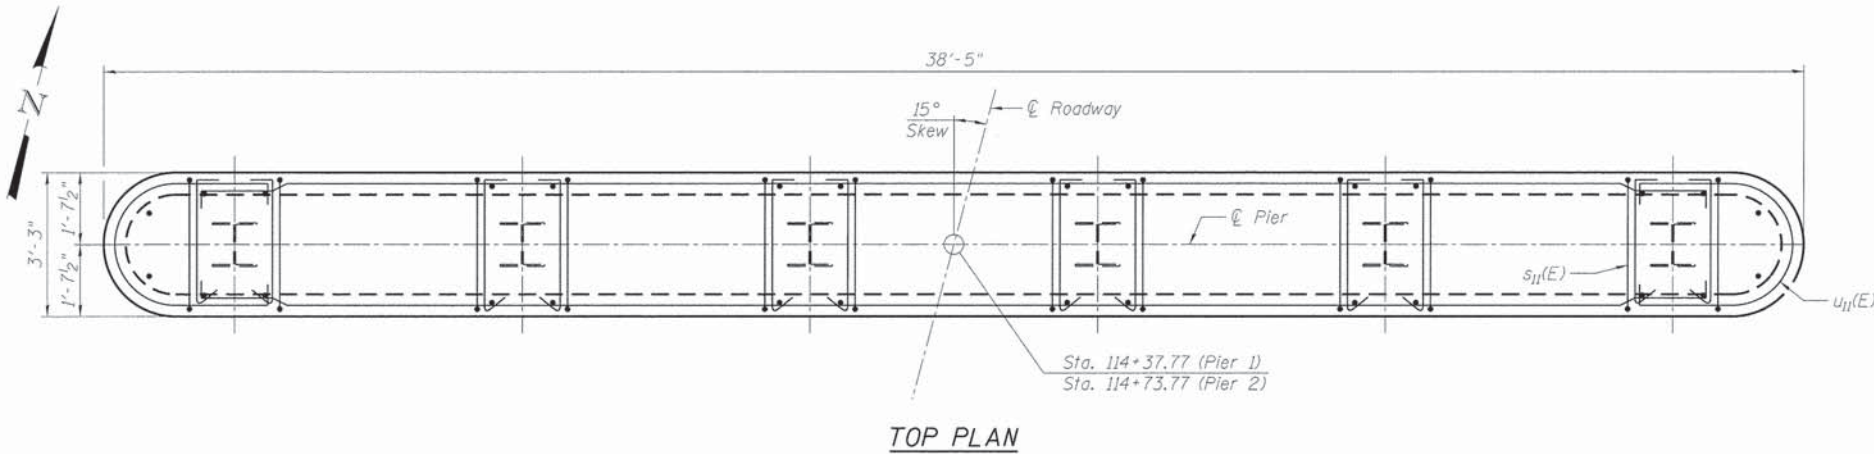 38'-5"
N
15°
Skew
℄ Roadway
3'-3"
1'-7½"
1'-7½"
℄ Pier
s11(E)
u11(E)
Sta. 114+37.77 (Pier 1)
Sta. 114+73.77 (Pier 2)
TOP PLAN